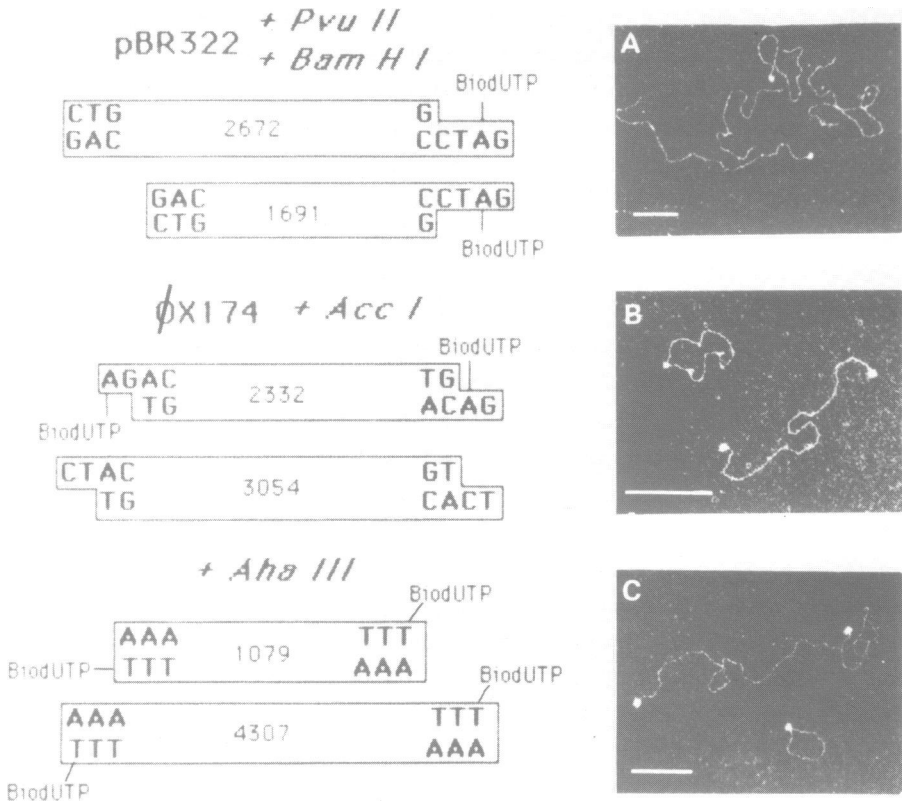 pBR322 + Pvu II
+ Bam H I
BiodUTP
CTG G
2672
GAC CCTAG
GAC CCTAG
1691
CTG G
BiodUTP
ϕX174 + Acc I
BiodUTP
AGAC TG
2332
TG ACAG
BiodUTP
CTAC GT
3054
TG CACT
+ Aha III
BiodUTP
AAA TTT
1079
TTT AAA
BiodUTP
BiodUTP
AAA TTT
4307
TTT AAA
BiodUTP
A
B
C